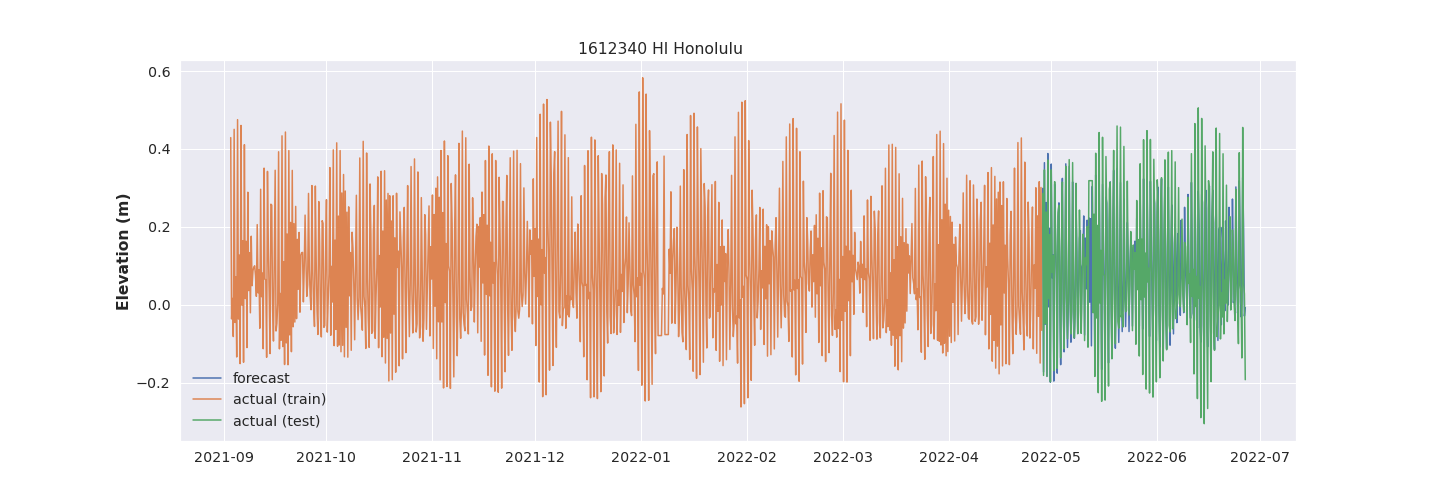 1612340 HI Honolulu
Elevation (m)
0.6
0.4
0.2
0.0
−0.2
forecast
actual (train)
actual (test)
2021-09 2021-10 2021-11 2021-12 2022-01 2022-02 2022-03 2022-04 2022-05 2022-06 2022-07